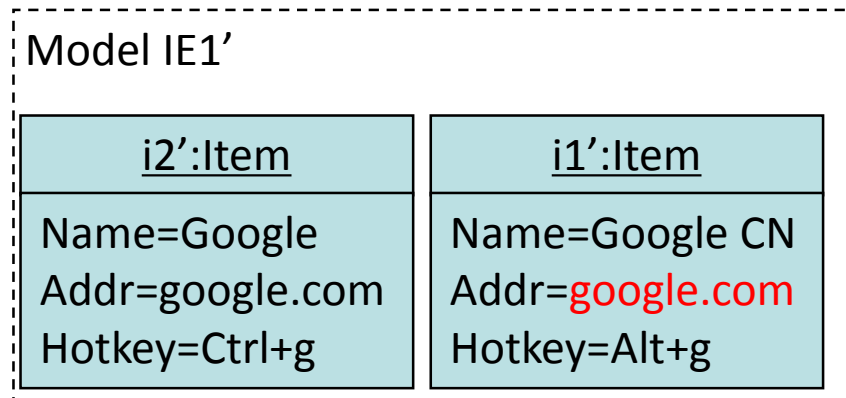 Model IE1’
i2’:Item
Name=Google
Addr=google.com
Hotkey=Ctrl+g
i1’:Item
Name=Google CN
Addr=google.com
Hotkey=Alt+g